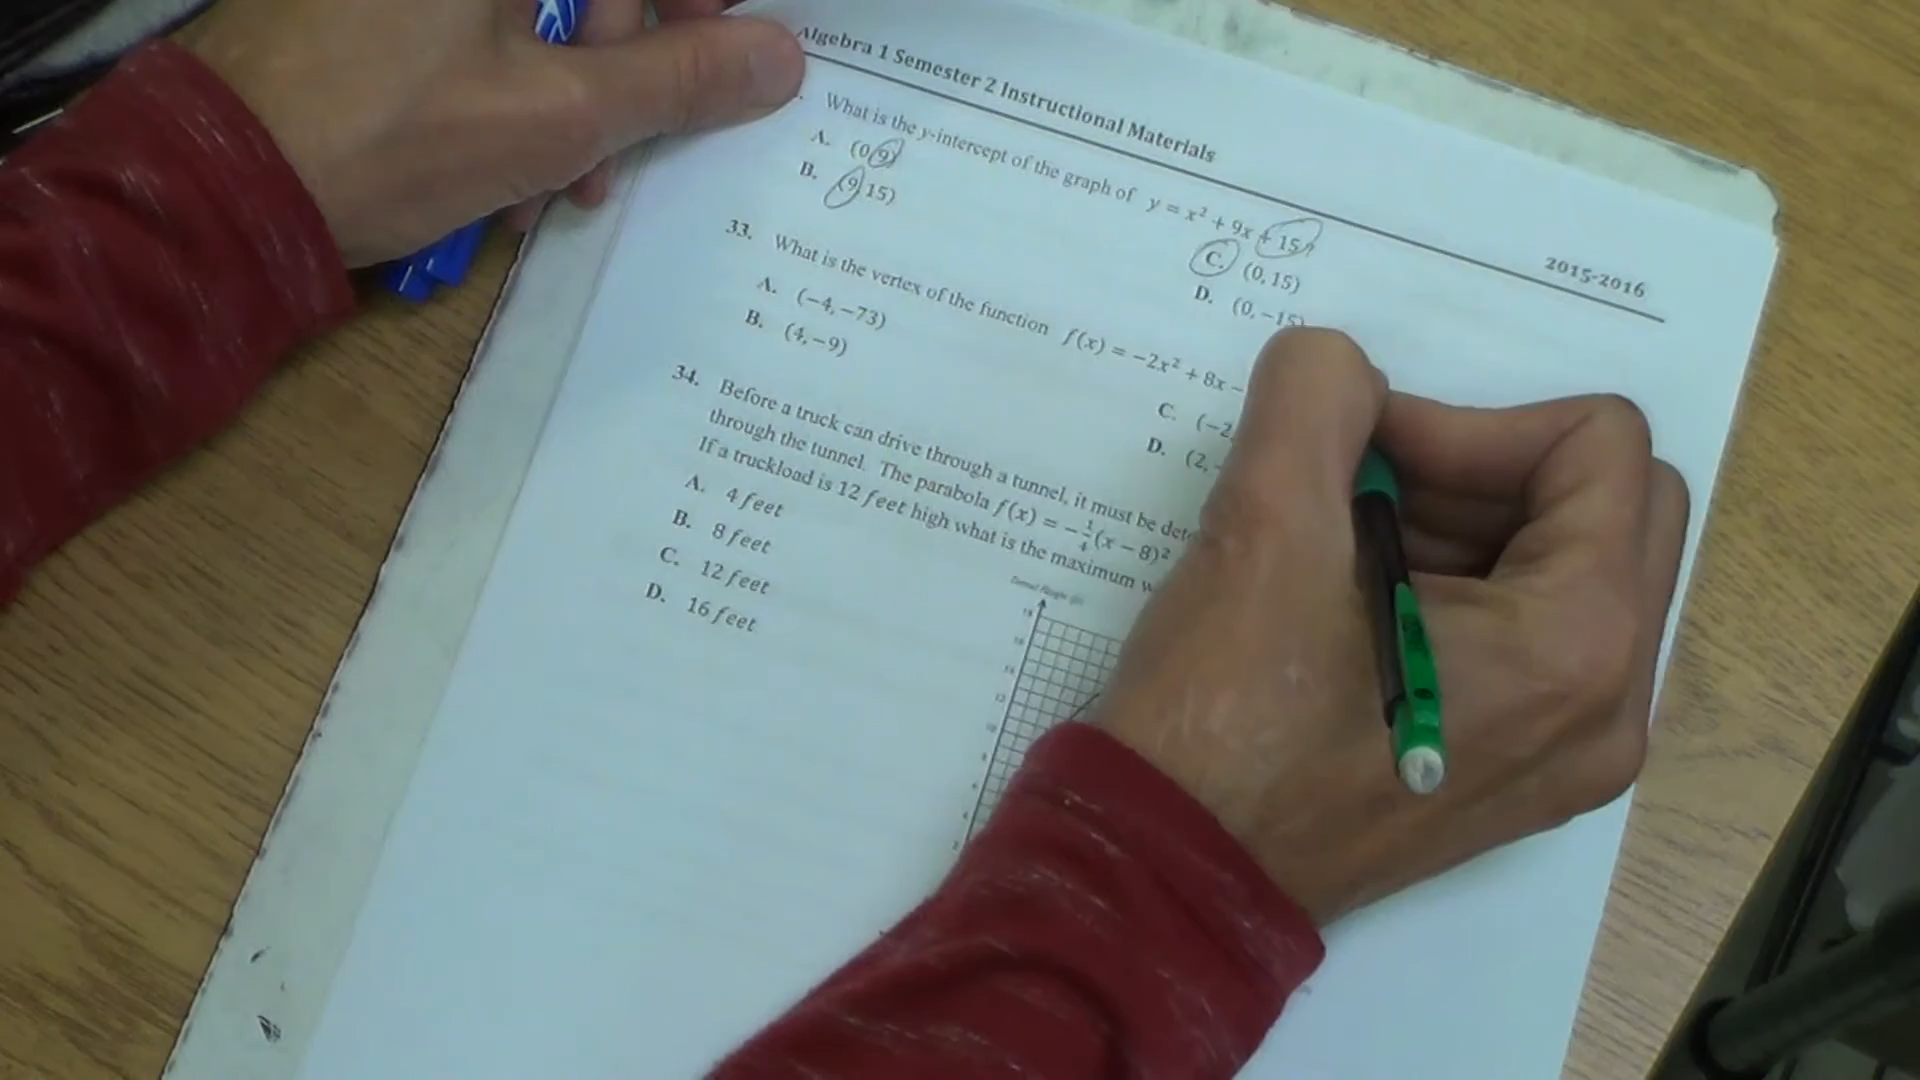 Algebra 1 Semester 2 Instructional Materials 2015-2016
What is the y-intercept of the graph of y = x² + 9x + 15?
A. (0, 9)
B. (9, 15)
C. (0, 15)
D. (0, −15)
33. What is the vertex of the function f(x) = −2x² + 8x −
A. (−4, −73)
B. (4, −9)
C. (−2,
D. (2, −
34. Before a truck can drive through a tunnel, it must be
through the tunnel. The parabola f(x) = −1/4(x − 8)²
If a truckload is 12 feet high what is the maximum
A. 4 feet
B. 8 feet
C. 12 feet
D. 16 feet